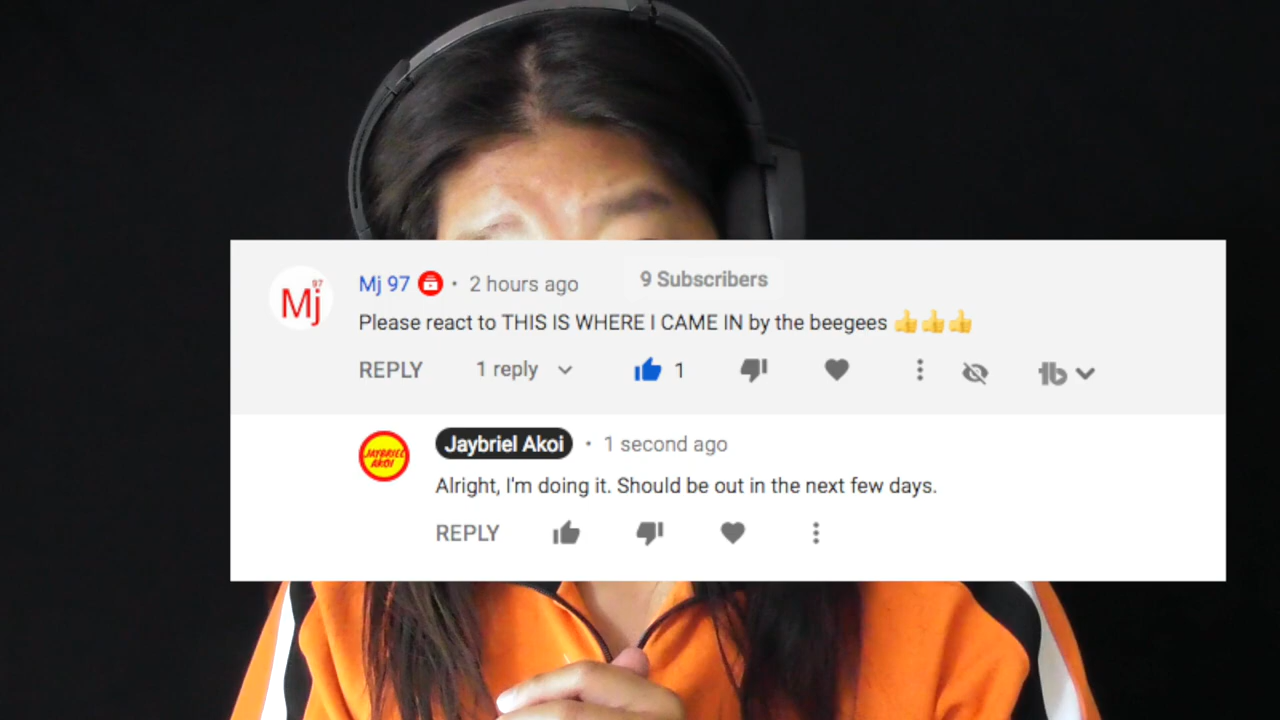 Mj 97
Mj 97 • 2 hours ago 9 Subscribers
Please react to THIS IS WHERE I CAME IN by the beegees 👍👍👍
REPLY 1 reply 1
JAYBRIEL AKOI
Jaybriel Akoi • 1 second ago
Alright, I'm doing it. Should be out in the next few days.
REPLY